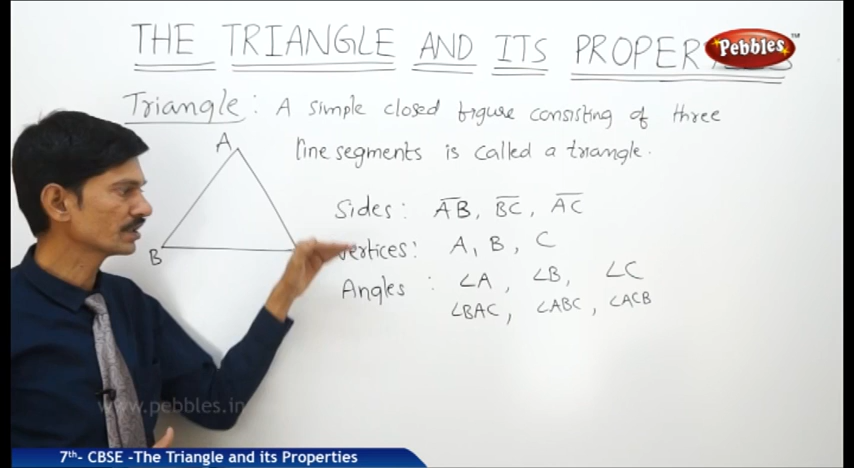 THE TRIANGLE AND ITS PROPER
Pebbles™
Triangle : A simple closed figure consisting of three
line segments is called a triangle.
A
B
Sides : AB, BC, AC
Vertices : A, B, C
Angles : ∠A, ∠B, ∠C
∠BAC, ∠ABC, ∠ACB
www.pebbles.in
7th- CBSE -The Triangle and its Properties